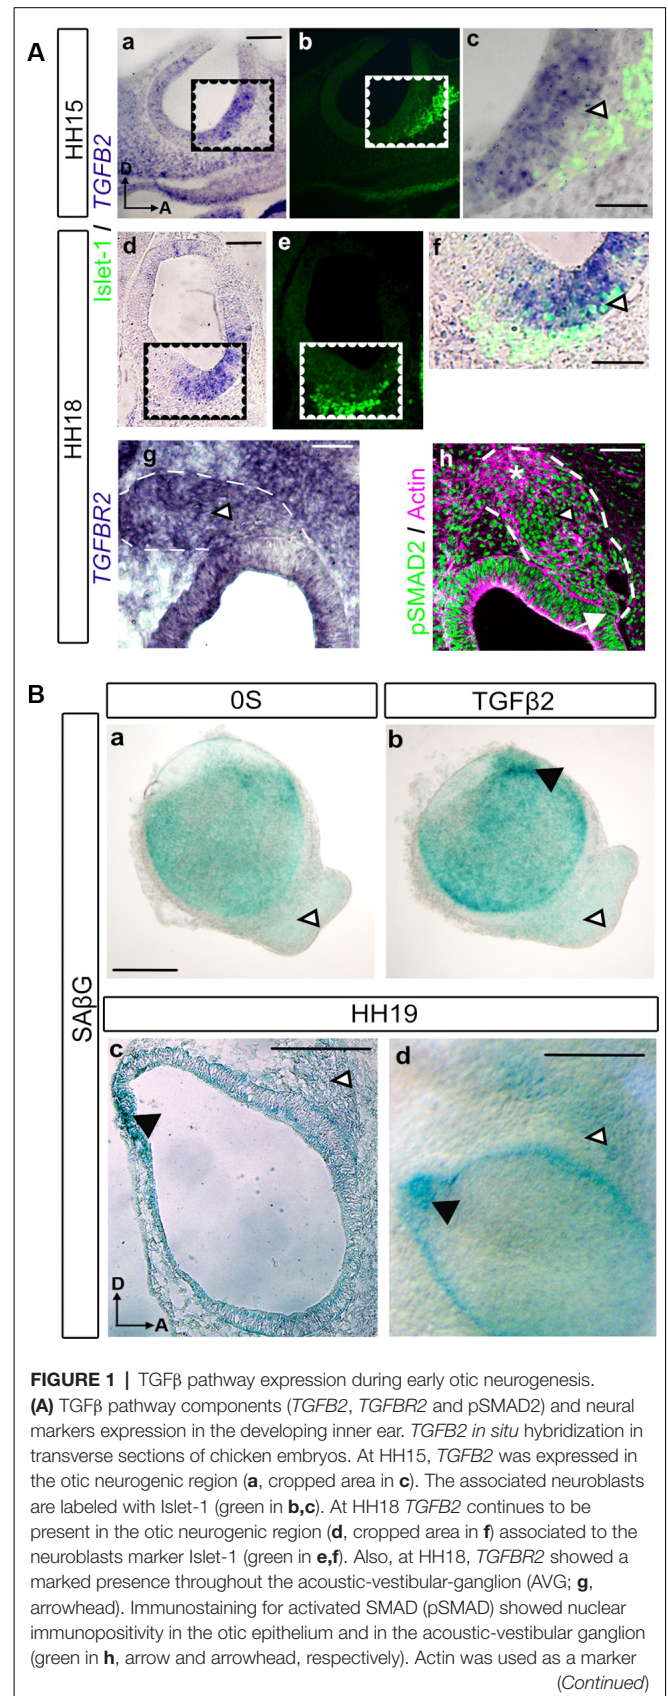 A
HH15
a
b
c
TGFB2
D
A
Islet-1 /
HH18
d
e
f
TGFBR2
g
pSMAD2 / Actin
h
*
B
0S
TGFβ2
SAβG
a
b
HH19
c
d
D
A
FIGURE 1 | TGFβ pathway expression during early otic neurogenesis.
(A) TGFβ pathway components (TGFB2, TGFBR2 and pSMAD2) and neural
markers expression in the developing inner ear. TGFB2 in situ hybridization in
transverse sections of chicken embryos. At HH15, TGFB2 was expressed in
the otic neurogenic region (a, cropped area in c). The associated neuroblasts
are labeled with Islet-1 (green in b,c). At HH18 TGFB2 continues to be
present in the otic neurogenic region (d, cropped area in f) associated to the
neuroblasts marker Islet-1 (green in e,f). Also, at HH18, TGFBR2 showed a
marked presence throughout the acoustic-vestibular-ganglion (AVG; g,
arrowhead). Immunostaining for activated SMAD (pSMAD) showed nuclear
immunopositivity in the otic epithelium and in the acoustic-vestibular ganglion
(green in h, arrow and arrowhead, respectively). Actin was used as a marker
(Continued)